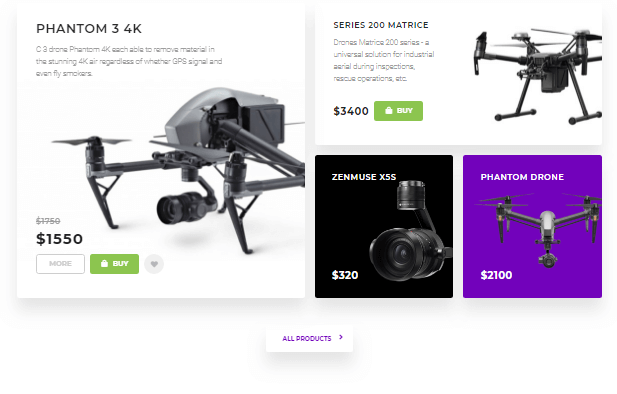 PHANTOM 3 4K
C 3 drone Phantom 4K each able to remove material in
the stunning 4K air regardless of whether GPS signal and
even fly smokers.
$1750
$1550
MORE
BUY
SERIES 200 MATRICE
Drones Matrice 200 series - a
universal solution for industrial
aerial during inspections,
rescue operations, etc.
$3400
BUY
ZENMUSE X5S
$320
PHANTOM DRONE
$2100
ALL PRODUCTS